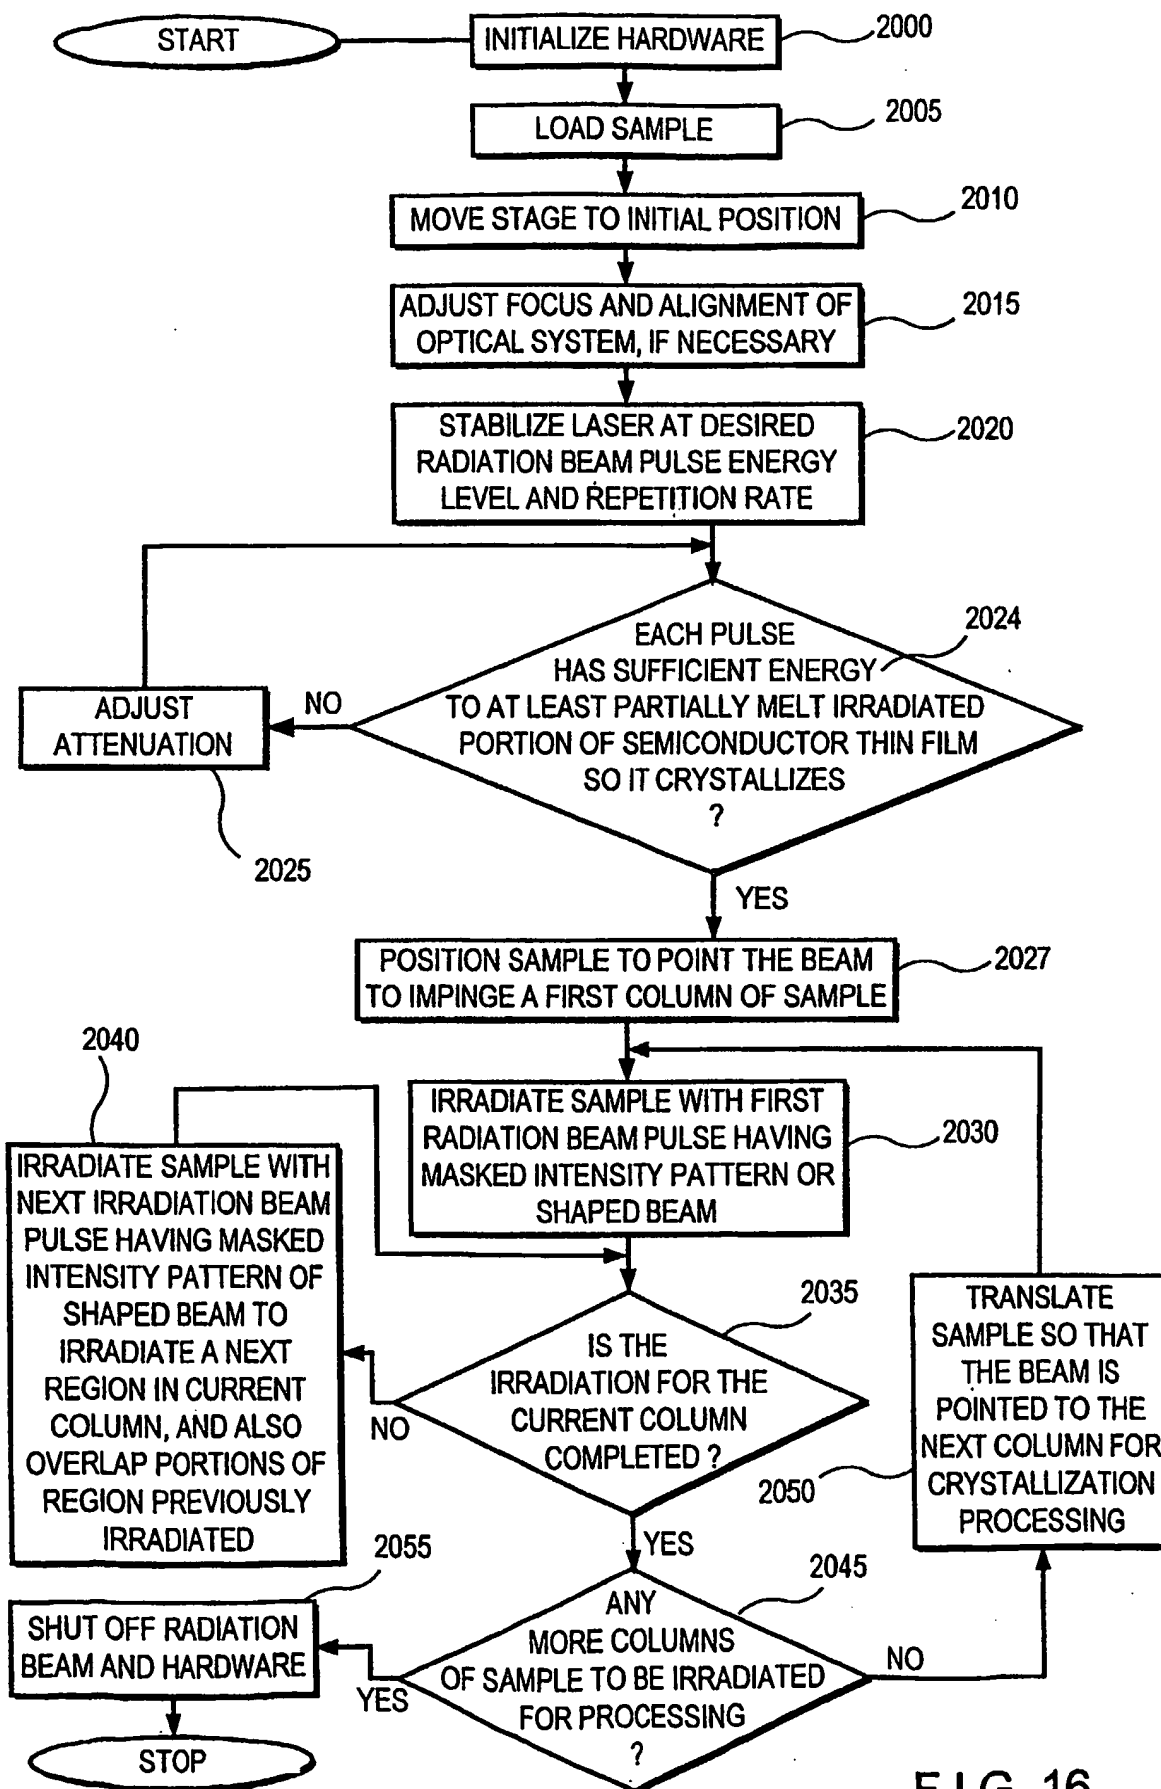 START
INITIALIZE HARDWARE
2000
LOAD SAMPLE
2005
MOVE STAGE TO INITIAL POSITION
2010
ADJUST FOCUS AND ALIGNMENT OF
OPTICAL SYSTEM, IF NECESSARY
2015
STABILIZE LASER AT DESIRED
RADIATION BEAM PULSE ENERGY
LEVEL AND REPETITION RATE
2020
EACH PULSE
HAS SUFFICIENT ENERGY
TO AT LEAST PARTIALLY MELT IRRADIATED
PORTION OF SEMICONDUCTOR THIN FILM
SO IT CRYSTALLIZES
?
2024
NO
ADJUST
ATTENUATION
2025
YES
POSITION SAMPLE TO POINT THE BEAM
TO IMPINGE A FIRST COLUMN OF SAMPLE
2027
IRRADIATE SAMPLE WITH FIRST
RADIATION BEAM PULSE HAVING
MASKED INTENSITY PATTERN OR
SHAPED BEAM
2030
2040
IRRADIATE SAMPLE WITH
NEXT IRRADIATION BEAM
PULSE HAVING MASKED
INTENSITY PATTERN OF
SHAPED BEAM TO
IRRADIATE A NEXT
REGION IN CURRENT
COLUMN, AND ALSO
OVERLAP PORTIONS OF
REGION PREVIOUSLY
IRRADIATED
IS THE
IRRADIATION FOR THE
CURRENT COLUMN
COMPLETED ?
2035
NO
YES
TRANSLATE
SAMPLE SO THAT
THE BEAM IS
POINTED TO THE
NEXT COLUMN FOR
CRYSTALLIZATION
PROCESSING
2050
ANY
MORE COLUMNS
OF SAMPLE TO BE IRRADIATED
FOR PROCESSING
?
2045
NO
YES
SHUT OFF RADIATION
BEAM AND HARDWARE
2055
STOP
FIG. 16